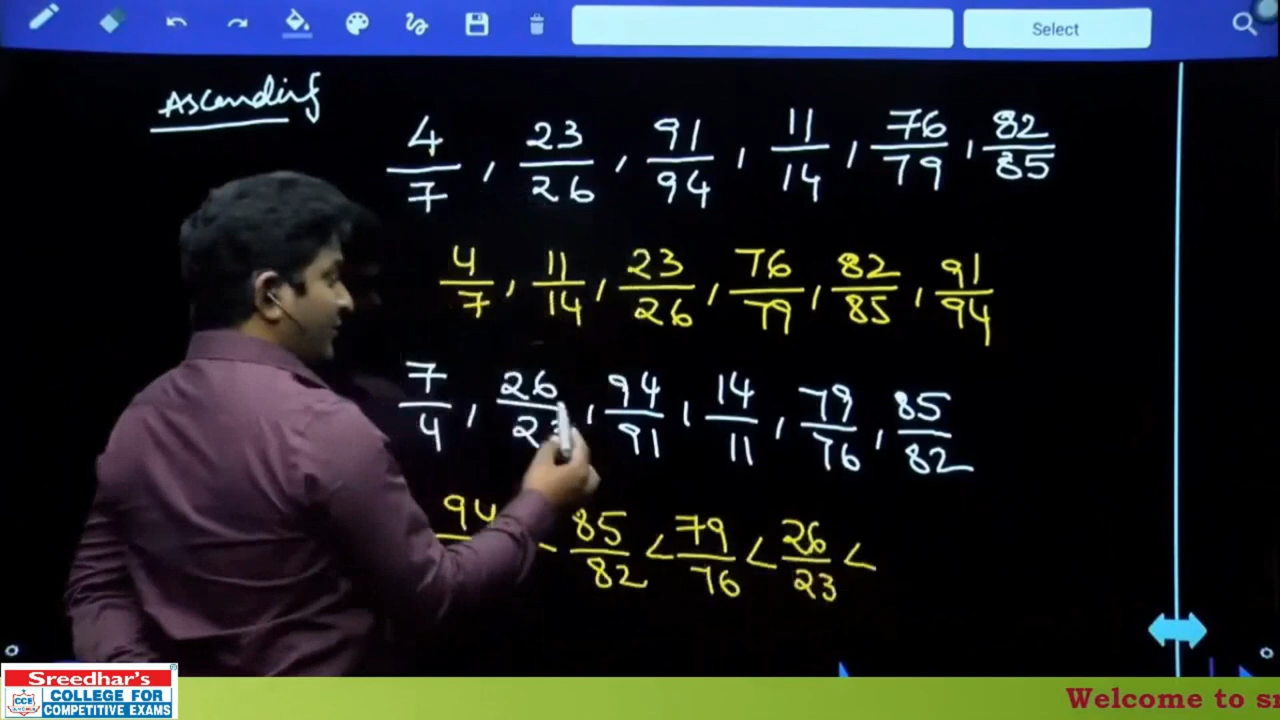 Select
Ascending
4/7, 23/26, 91/94, 11/14, 76/79, 82/85
4/7, 11/14, 23/26, 76/79, 82/85, 91/94
7/4, 26/23, 94/91, 14/11, 79/76, 85/82
94 < 85/82 < 79/76 < 26/23 <
Sreedhar's
CCE
COLLEGE FOR
COMPETITIVE EXAMS
Welcome to